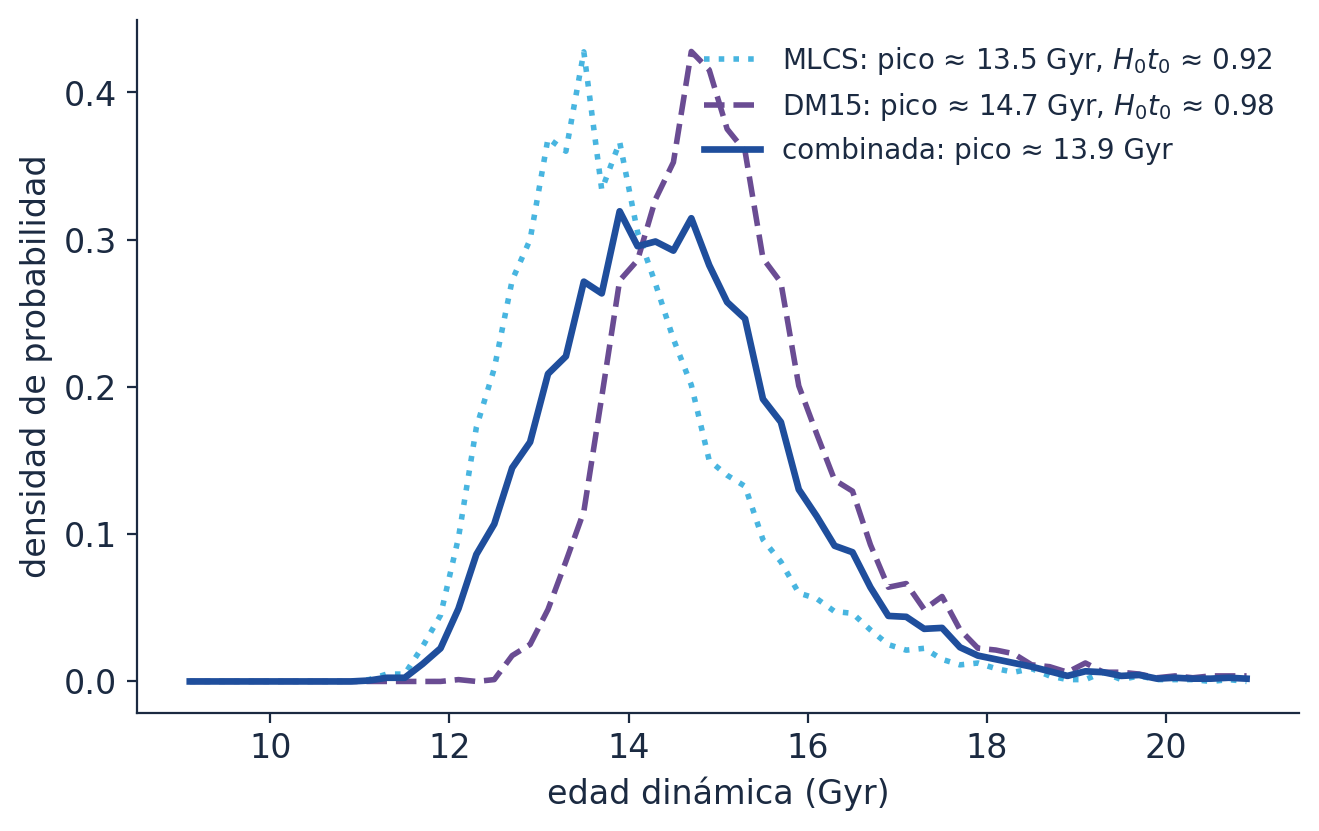 MLCS: pico ≈ 13.5 Gyr, H₀t₀ ≈ 0.92
DM15: pico ≈ 14.7 Gyr, H₀t₀ ≈ 0.98
combinada: pico ≈ 13.9 Gyr
densidad de probabilidad
0.4
0.3
0.2
0.1
0.0
10 12 14 16 18 20
edad dinámica (Gyr)